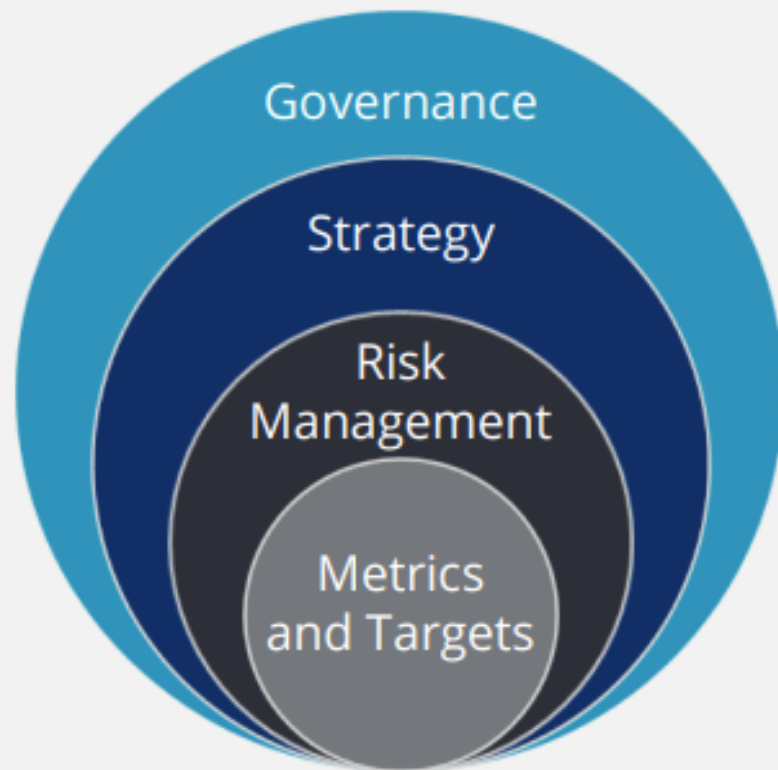 Governance
Strategy
Risk
Management
Metrics
and Targets